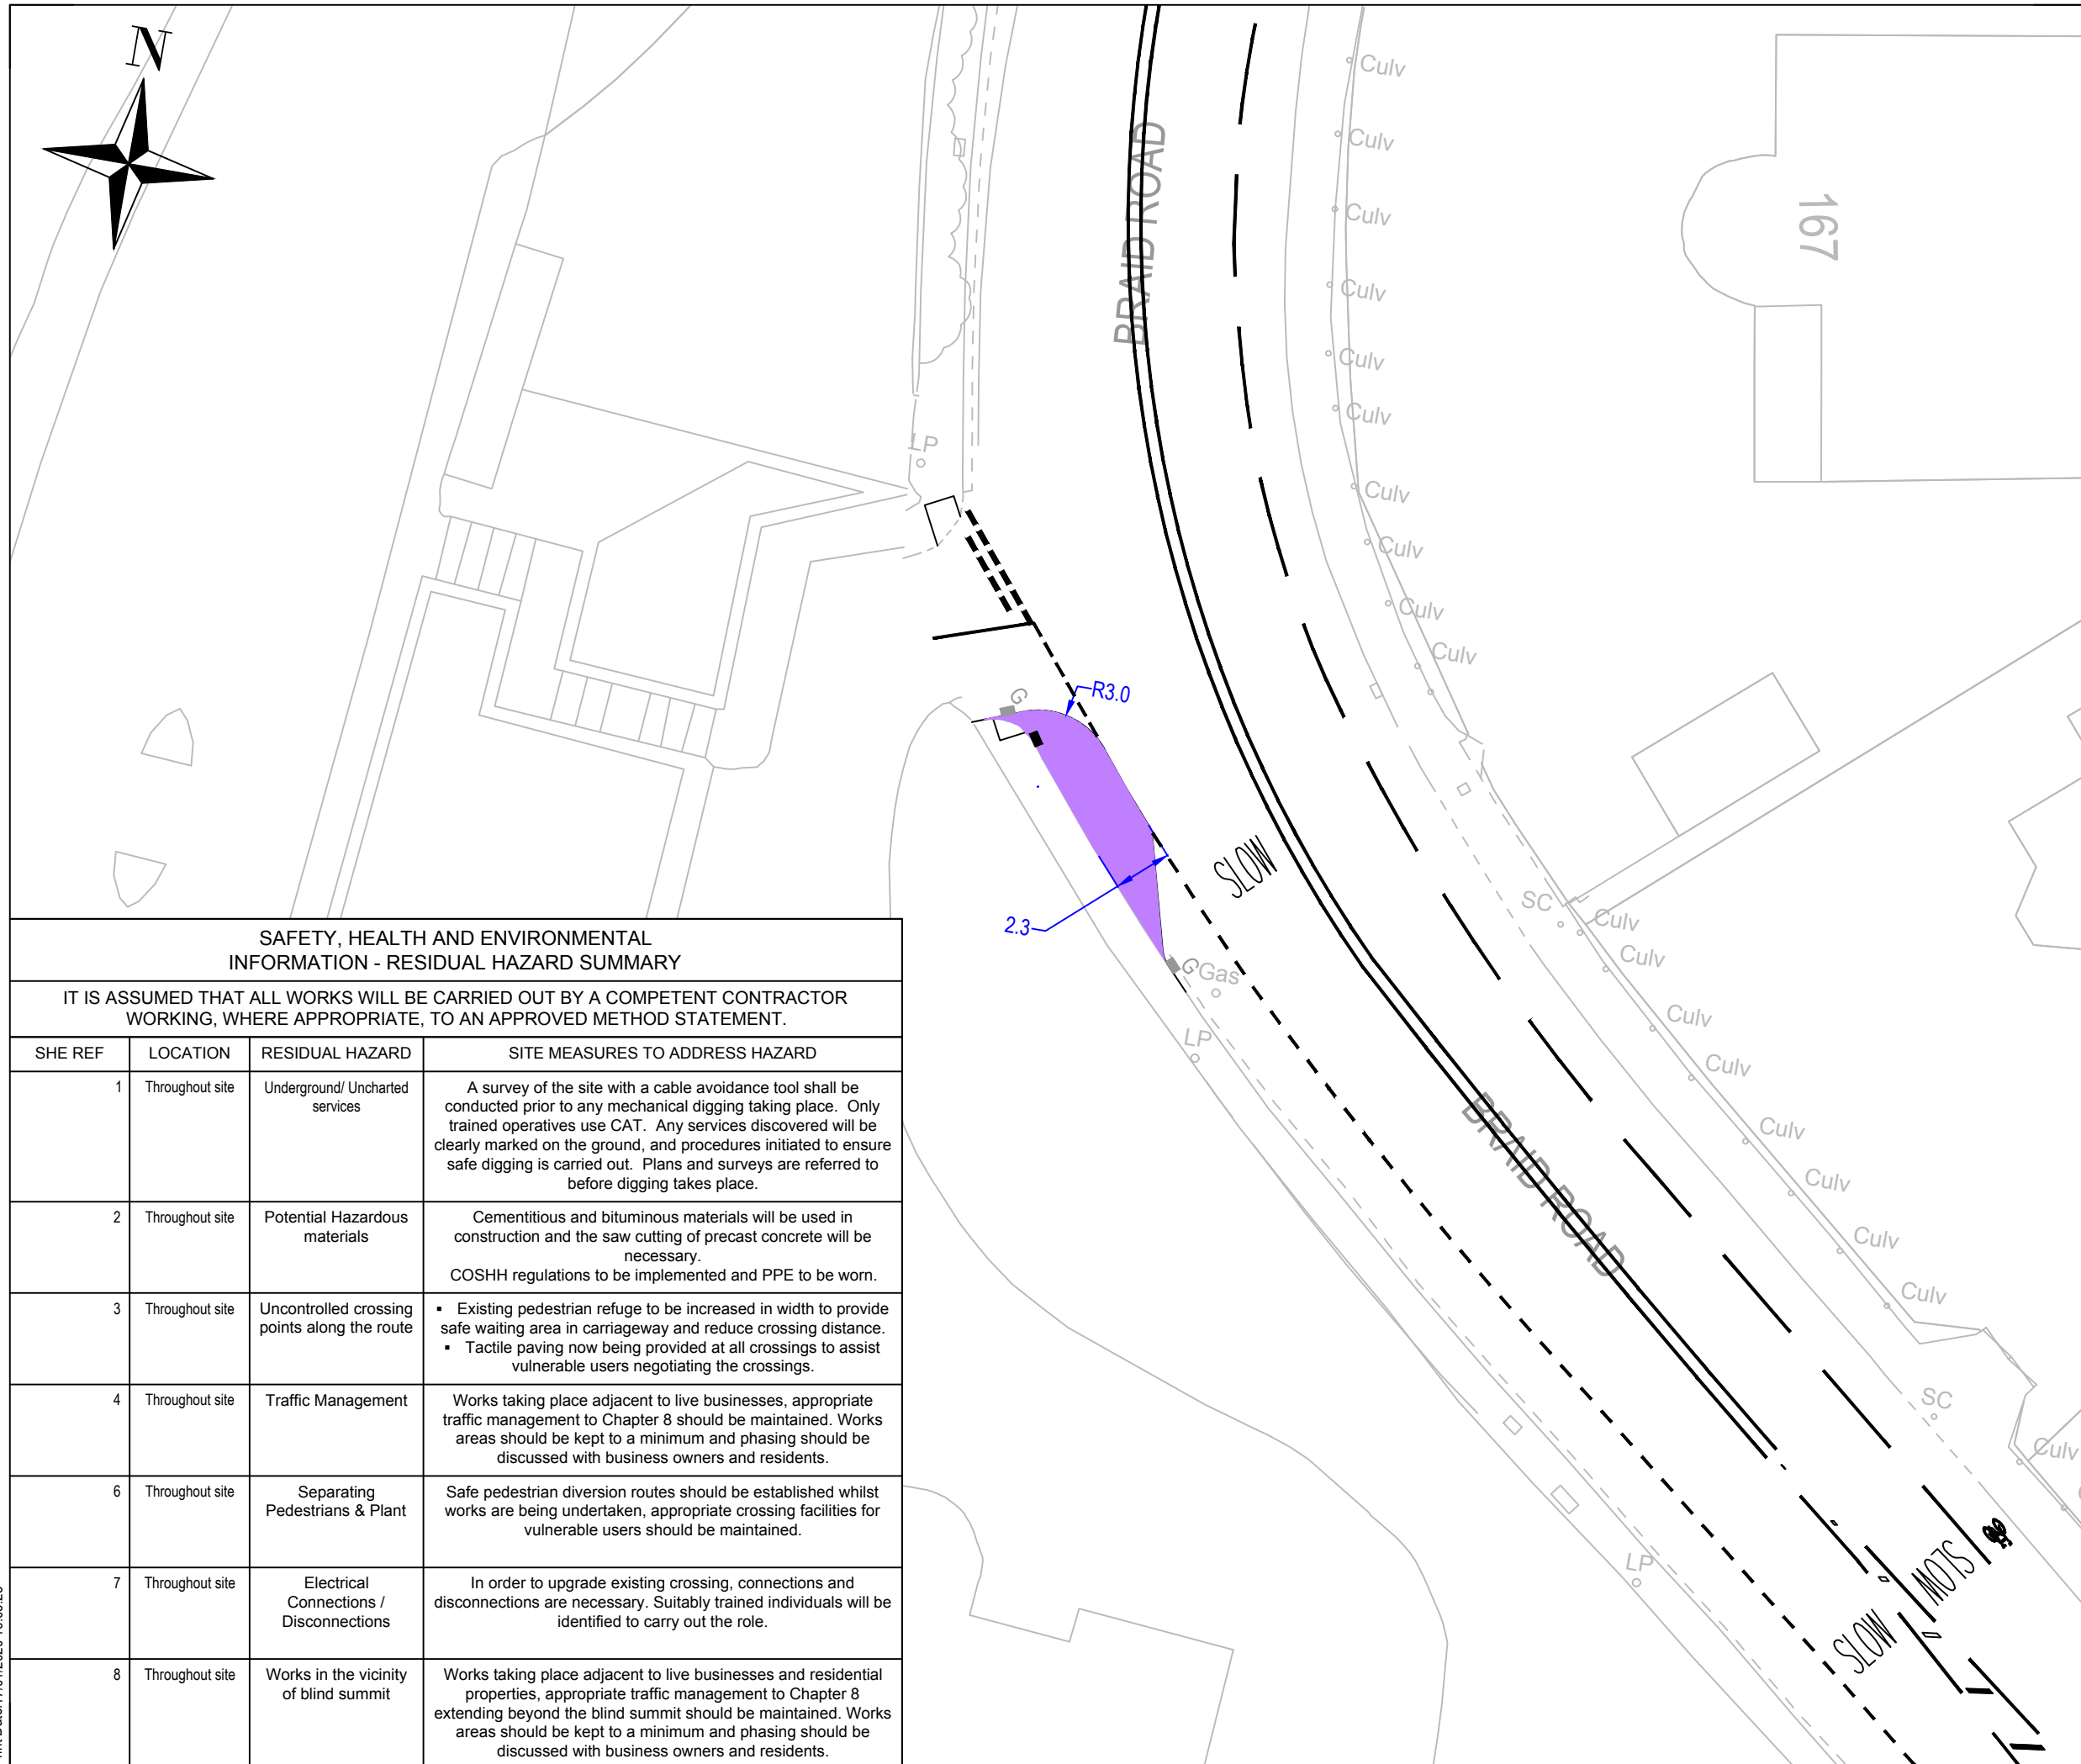 N
BRAID ROAD
Culv
Culv
Culv
Culv
Culv
Culv
Culv
Culv
Culv
Culv
167
LP
G
R3.0
SLOW
2.3
G
Gas
LP
SC
Culv
Culv
Culv
Culv
Culv
Culv
Culv
Culv
BRAID ROAD
SC
Culv
LP
SLOW
SLOW
SAFETY, HEALTH AND ENVIRONMENTAL
INFORMATION - RESIDUAL HAZARD SUMMARY
IT IS ASSUMED THAT ALL WORKS WILL BE CARRIED OUT BY A COMPETENT CONTRACTOR
WORKING, WHERE APPROPRIATE, TO AN APPROVED METHOD STATEMENT.
SHE REF LOCATION RESIDUAL HAZARD SITE MEASURES TO ADDRESS HAZARD
1 Throughout site Underground/ Uncharted
services
A survey of the site with a cable avoidance tool shall be
conducted prior to any mechanical digging taking place. Only
trained operatives use CAT. Any services discovered will be
clearly marked on the ground, and procedures initiated to ensure
safe digging is carried out. Plans and surveys are referred to
before digging takes place.
2 Throughout site Potential Hazardous
materials
Cementitious and bituminous materials will be used in
construction and the saw cutting of precast concrete will be
necessary.
COSHH regulations to be implemented and PPE to be worn.
3 Throughout site Uncontrolled crossing
points along the route
▪ Existing pedestrian refuge to be increased in width to provide
safe waiting area in carriageway and reduce crossing distance.
▪ Tactile paving now being provided at all crossings to assist
vulnerable users negotiating the crossings.
4 Throughout site Traffic Management
Works taking place adjacent to live businesses, appropriate
traffic management to Chapter 8 should be maintained. Works
areas should be kept to a minimum and phasing should be
discussed with business owners and residents.
6 Throughout site Separating
Pedestrians & Plant
Safe pedestrian diversion routes should be established whilst
works are being undertaken, appropriate crossing facilities for
vulnerable users should be maintained.
7 Throughout site Electrical
Connections /
Disconnections
In order to upgrade existing crossing, connections and
disconnections are necessary. Suitably trained individuals will be
identified to carry out the role.
8 Throughout site Works in the vicinity
of blind summit
Works taking place adjacent to live businesses and residential
properties, appropriate traffic management to Chapter 8
extending beyond the blind summit should be maintained. Works
areas should be kept to a minimum and phasing should be
discussed with business owners and residents.